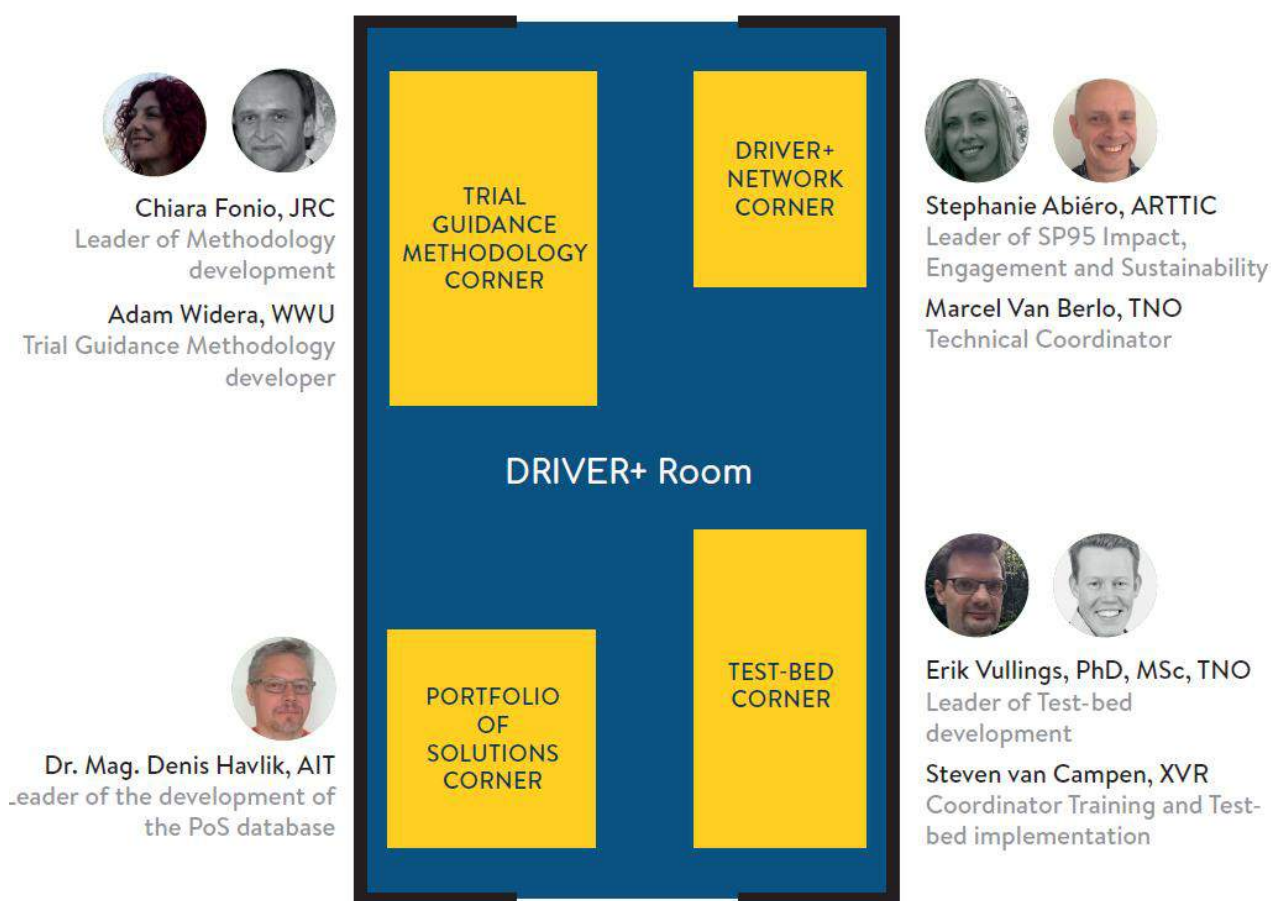 Chiara Fonio, JRC
Leader of Methodology
development
Adam Widera, WWU
Trial Guidance Methodology
developer
TRIAL
GUIDANCE
METHODOLOGY
CORNER
DRIVER+
NETWORK
CORNER
Stephanie Abiéro, ARTTIC
Leader of SP95 Impact,
Engagement and Sustainability
Marcel Van Berlo, TNO
Technical Coordinator
DRIVER+ Room
Dr. Mag. Denis Havlik, AIT
Leader of the development of
the PoS database
PORTFOLIO
OF
SOLUTIONS
CORNER
TEST-BED
CORNER
Erik Vullings, PhD, MSc, TNO
Leader of Test-bed
development
Steven van Campen, XVR
Coordinator Training and Test-
bed implementation